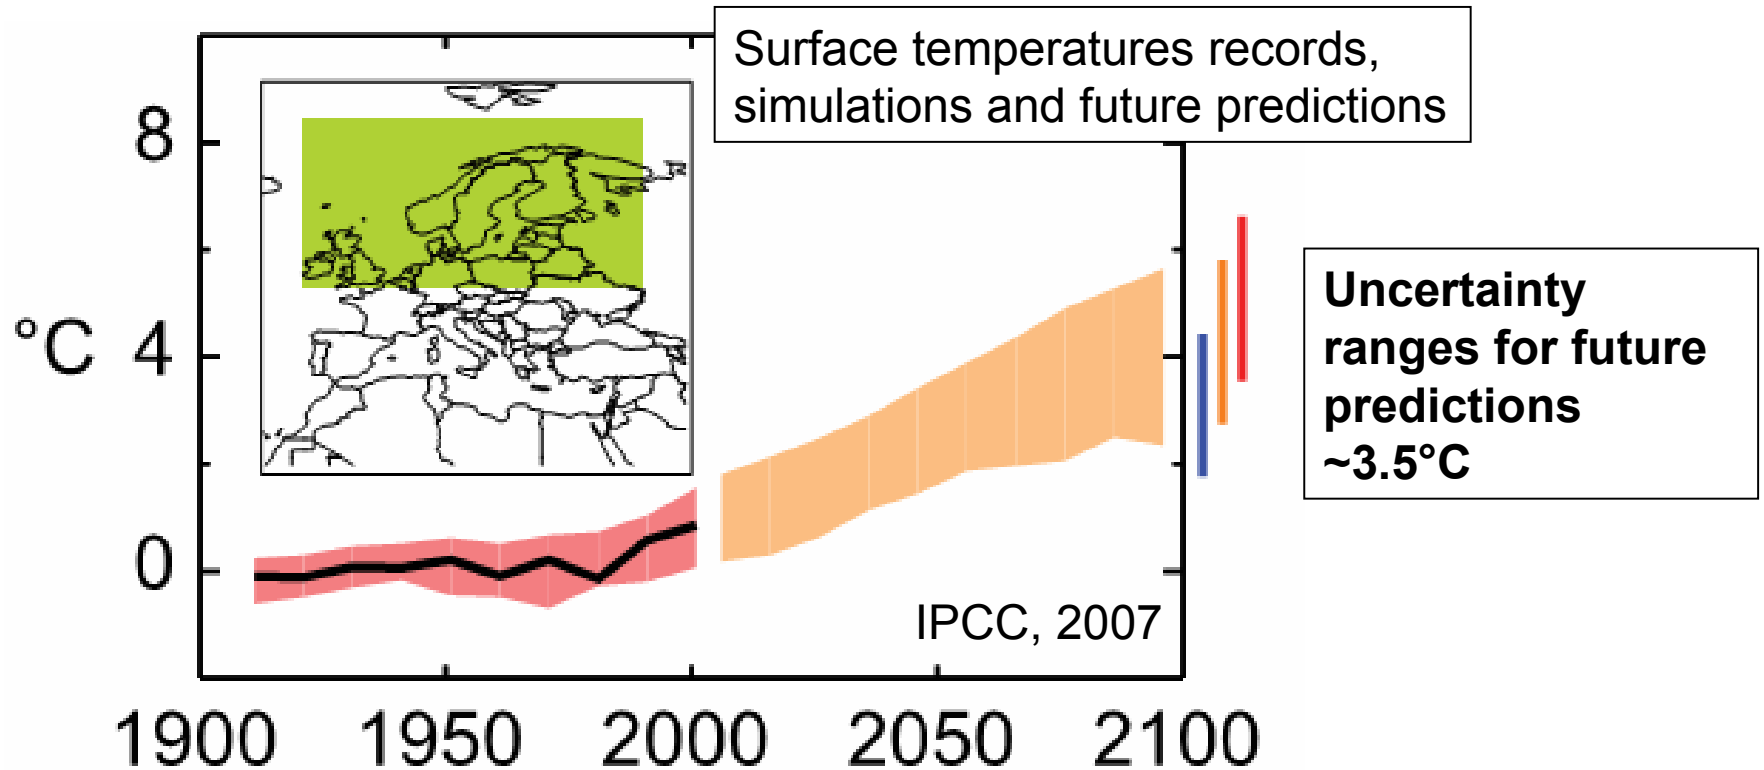 Surface temperatures records,
simulations and future predictions
8
°C 4
0
Uncertainty
ranges for future
predictions
~3.5°C
IPCC, 2007
1900 1950 2000 2050 2100